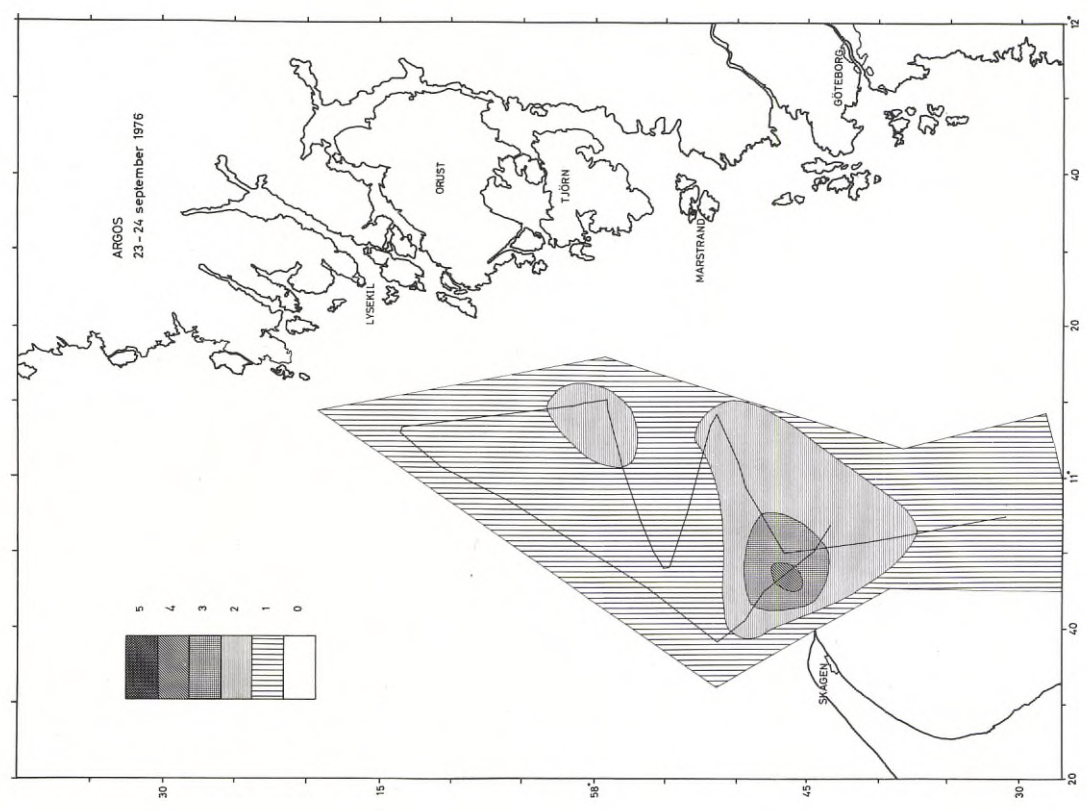 ARGOS
23-24 september 1976
ORUST
TJÖRN
LYSEKIL
MARSTRAND
GÖTEBORG
SKAGEN
5
4
3
2
1
0
30
15
58°
45
30
20
40
11°
20
40
12°